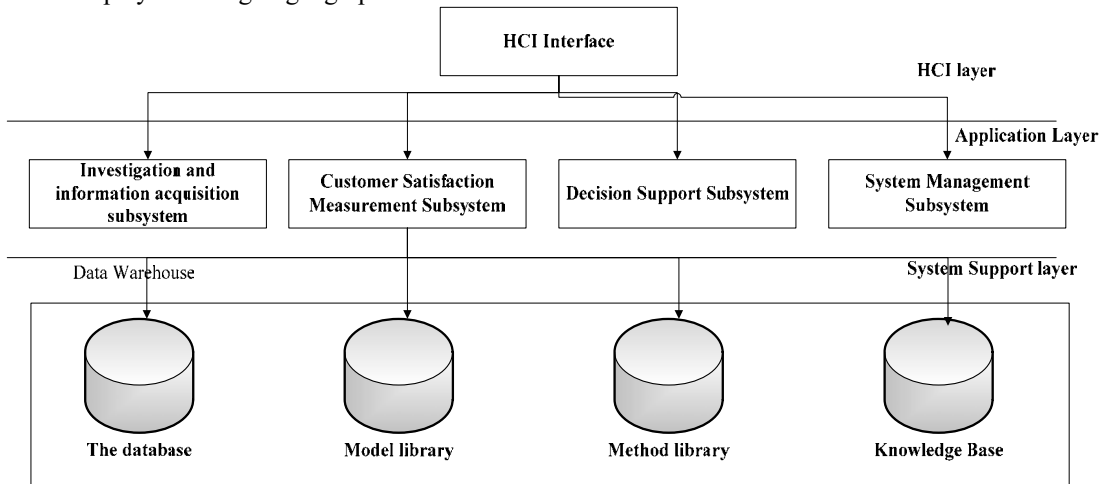 HCI Interface
HCI layer
Application Layer
Investigation and
information acquisition
subsystem
Customer Satisfaction
Measurement Subsystem
Decision Support Subsystem
System Management
Subsystem
Data Warehouse
System Support layer
The database
Model library
Method library
Knowledge Base